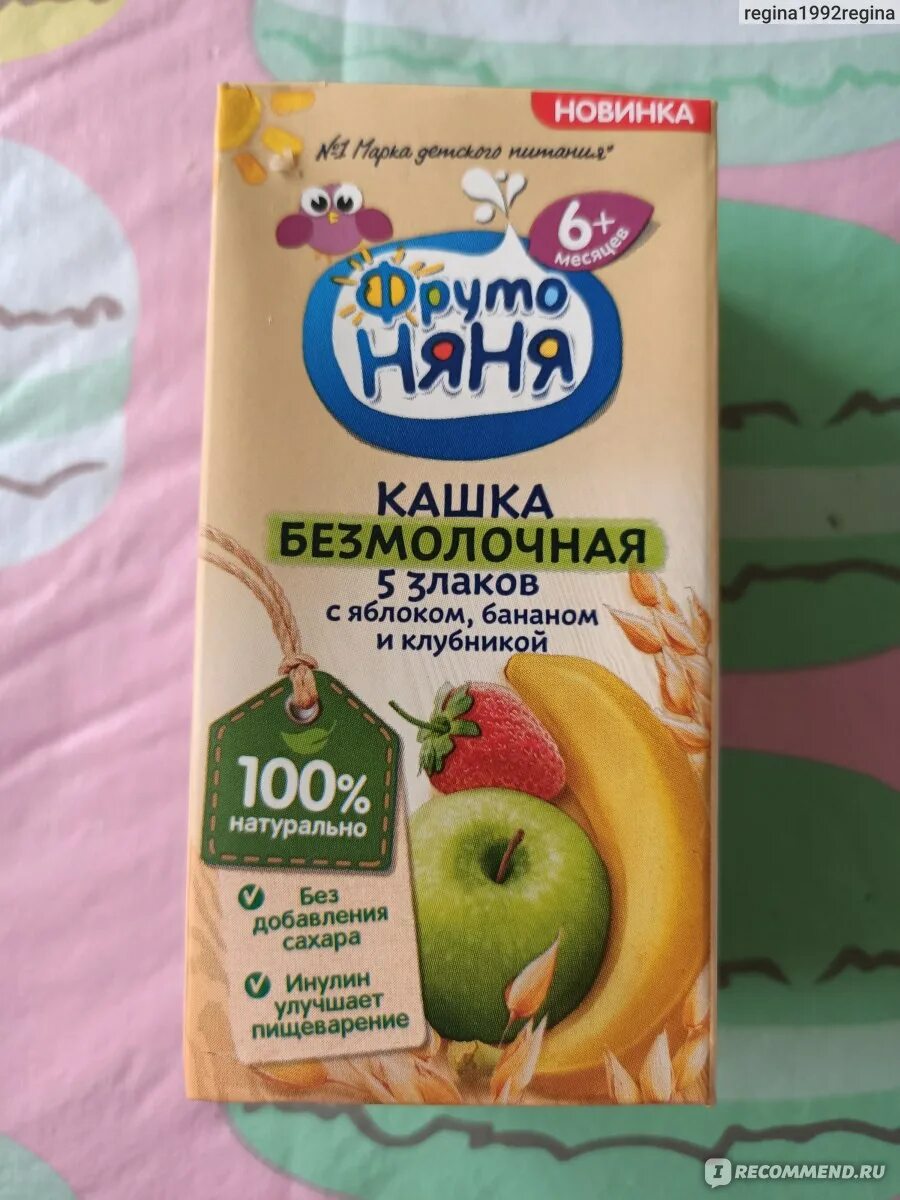 regina1992regina
НОВИНКА
№1 Марка детского питания*
6+
месяцев
Фруто
НЯНЯ
КАШКА
БЕЗМОЛОЧНАЯ
5 злаков
с яблоком, бананом
и клубникой
100%
натурально
Без
добавления
сахара
Инулин
улучшает
пищеварение
IRECOMMEND.RU